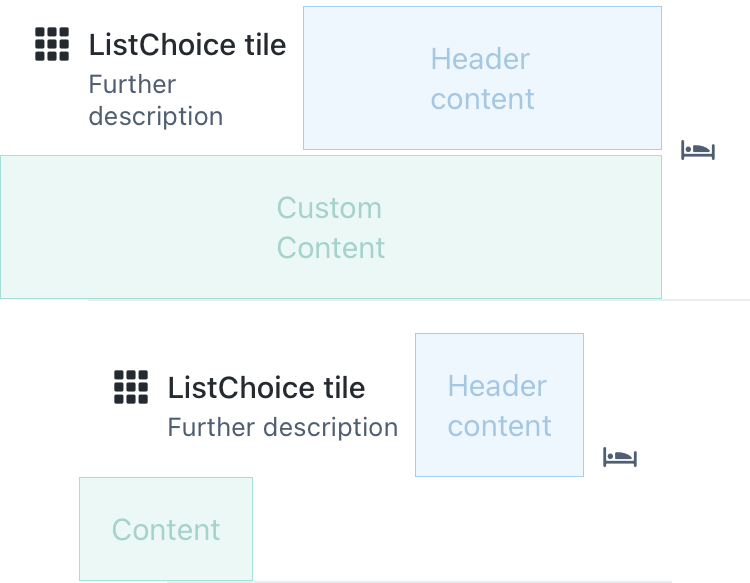 ListChoice tile
Further
description
Header
content
Custom
Content
ListChoice tile
Further description
Header
content
Content